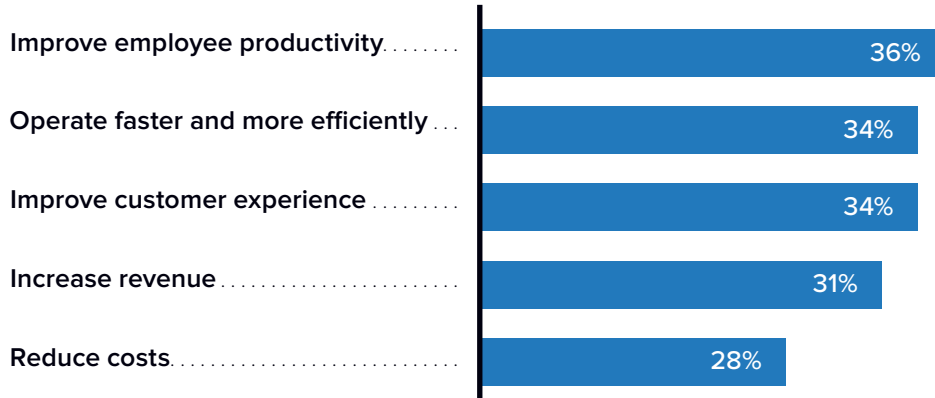 Improve employee productivity........ 36%
Operate faster and more efficiently ... 34%
Improve customer experience ......... 34%
Increase revenue ........................ 31%
Reduce costs............................. 28%